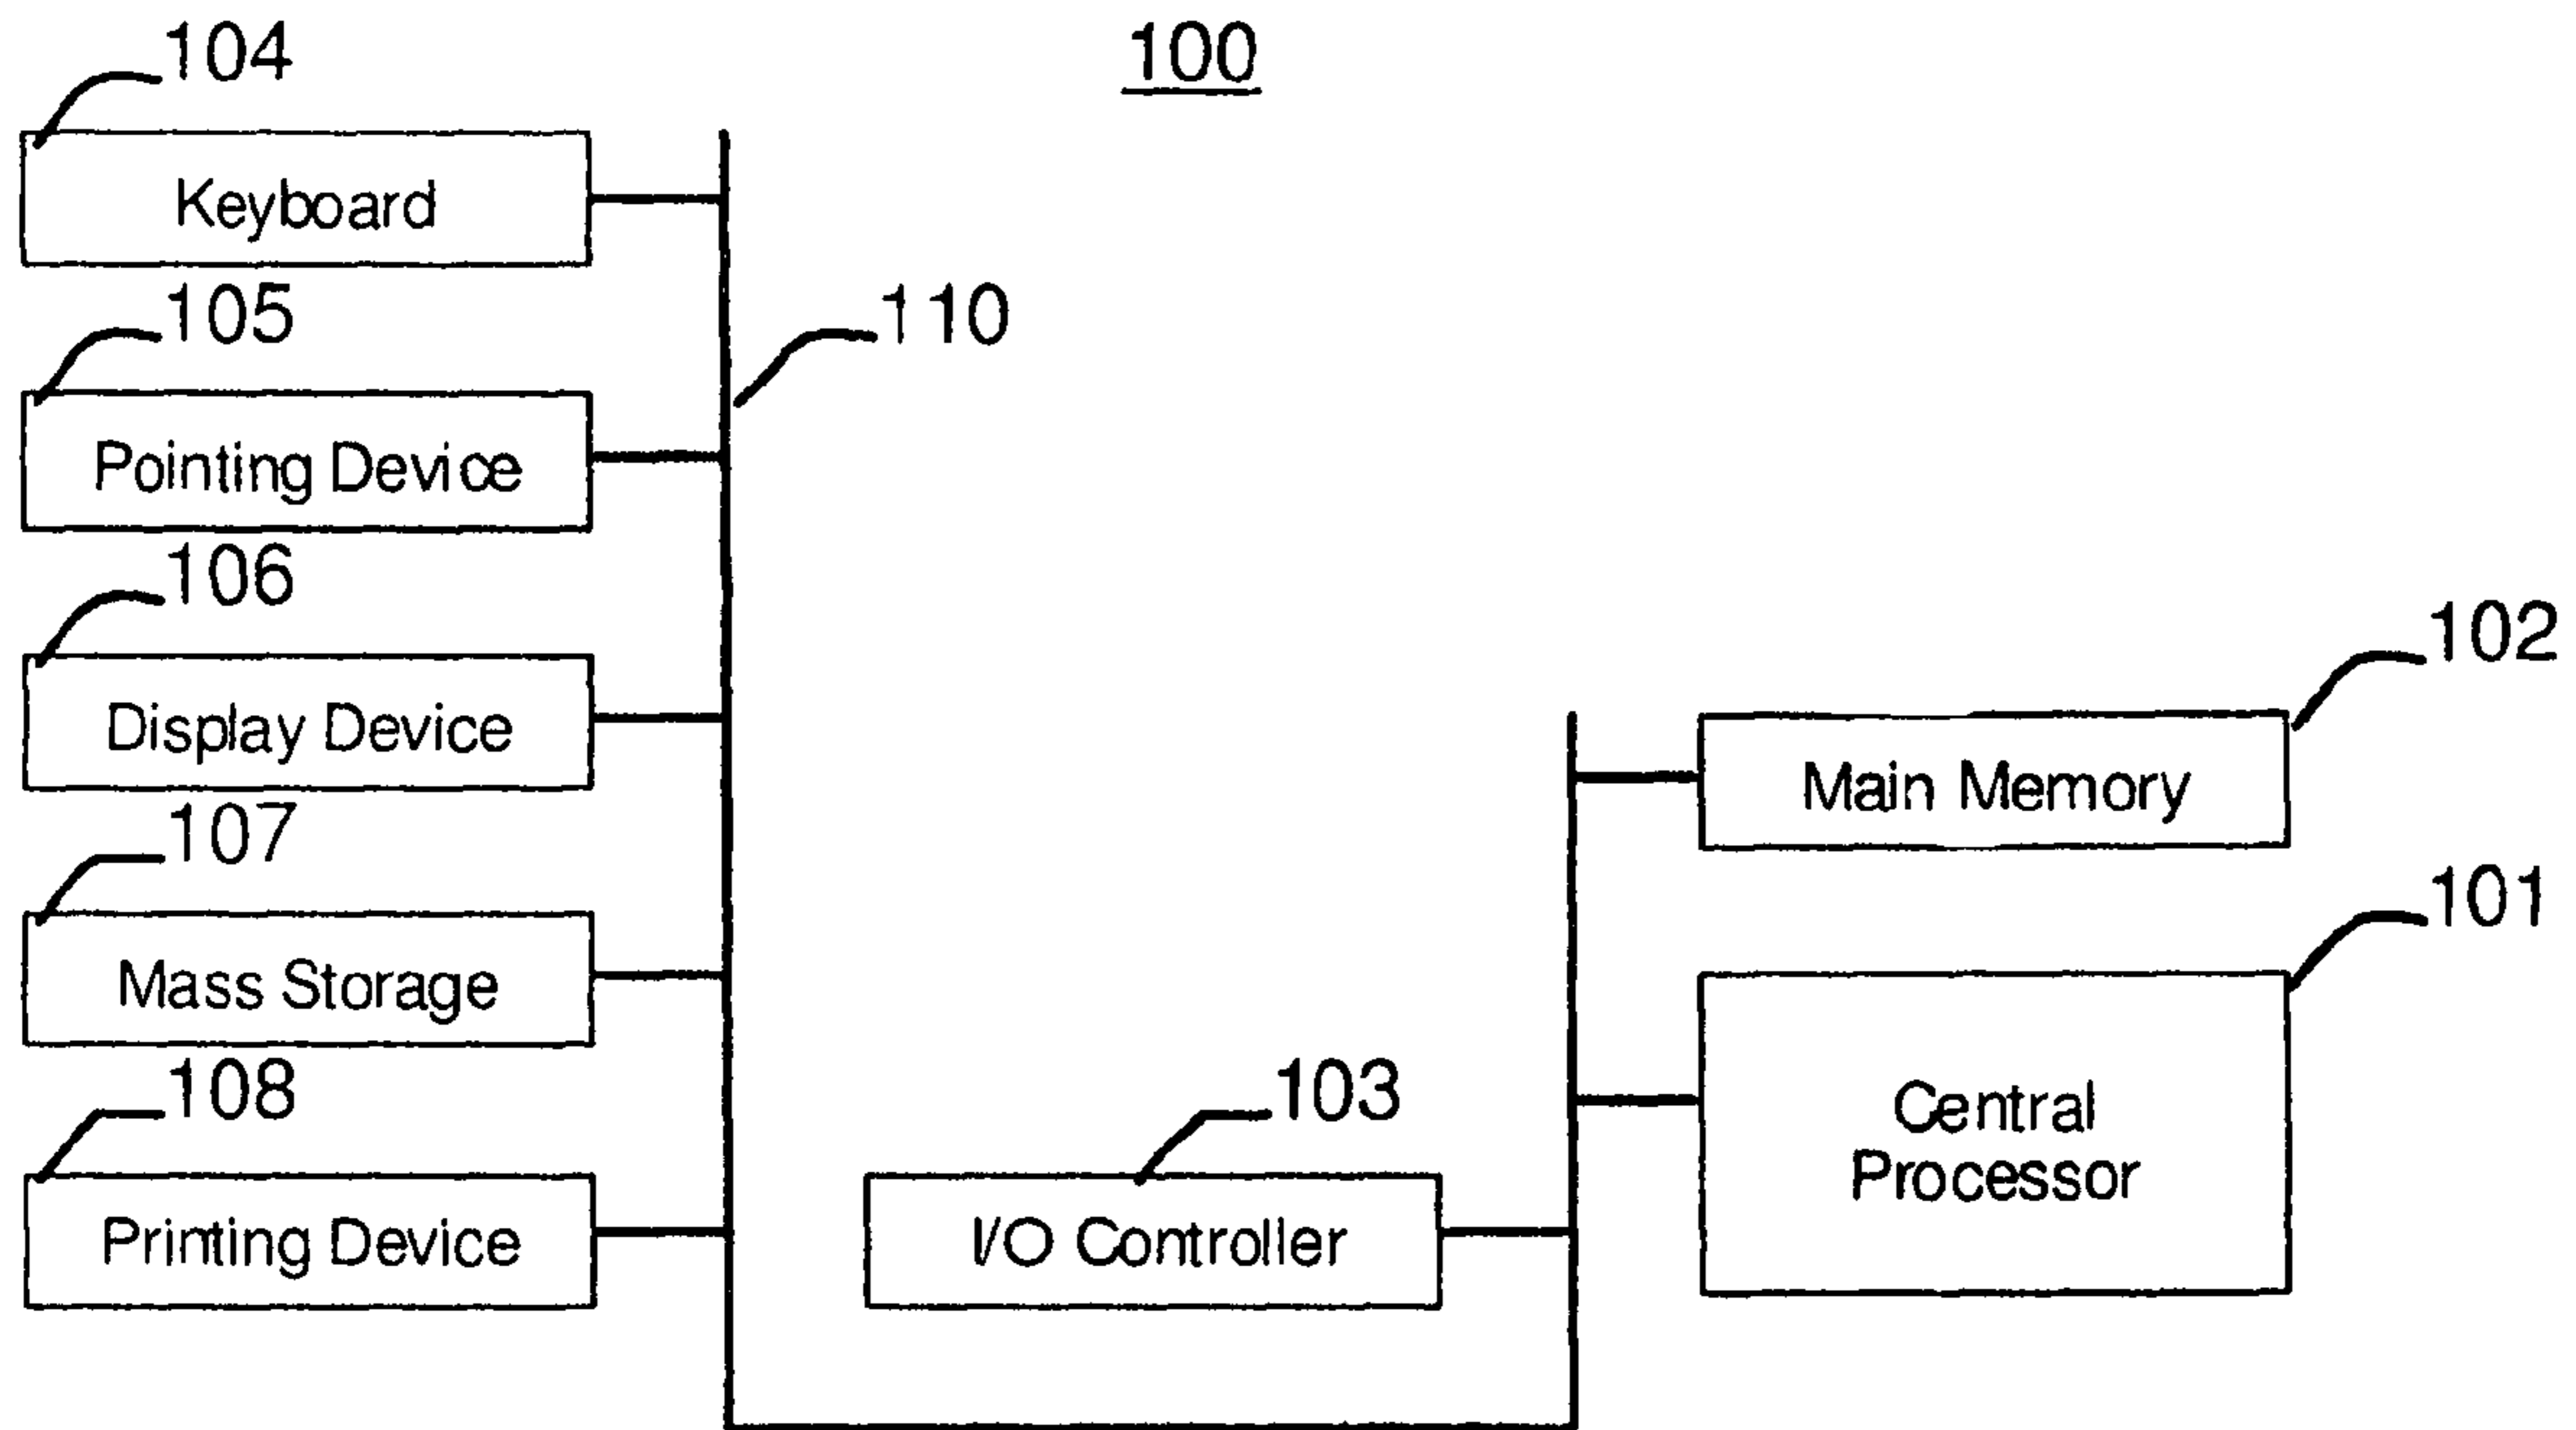 104
100
Keyboard
105
110
Pointing Device
106
Display Device
102
Main Memory
107
Mass Storage
101
Central
Processor
108
Printing Device
103
I/O Controller